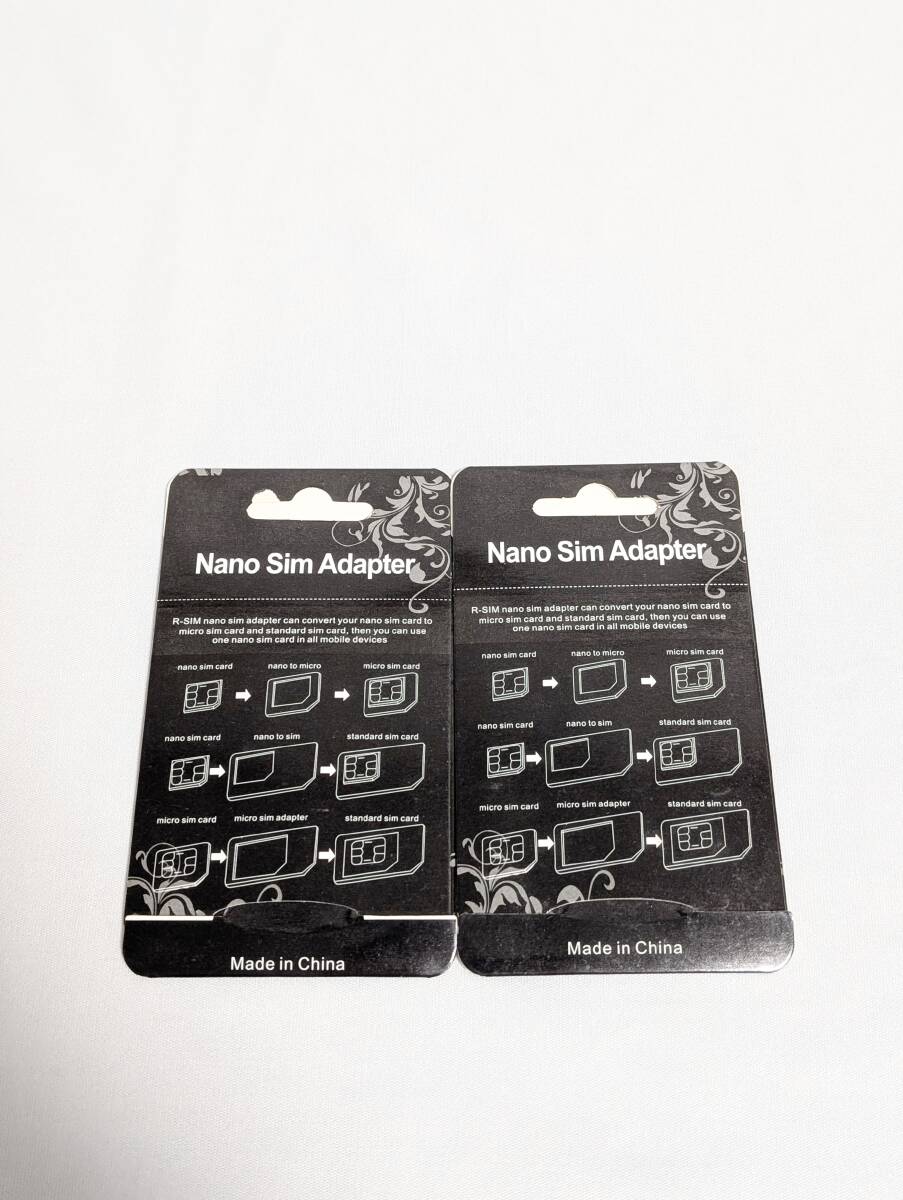 Nano Sim Adapter
R-SIM nano sim adapter can convert your nano sim card to
micro sim card and standard sim card, then you can use
one nano sim card in all mobile devices
nano sim card nano to micro micro sim card
nano sim card nano to sim standard sim card
micro sim card micro sim adapter standard sim card
Made in China
Nano Sim Adapter
R-SIM nano sim adapter can convert your nano sim card to
micro sim card and standard sim card, then you can use
one nano sim card in all mobile devices
nano sim card nano to micro micro sim card
nano sim card nano to sim standard sim card
micro sim card micro sim adapter standard sim card
Made in China